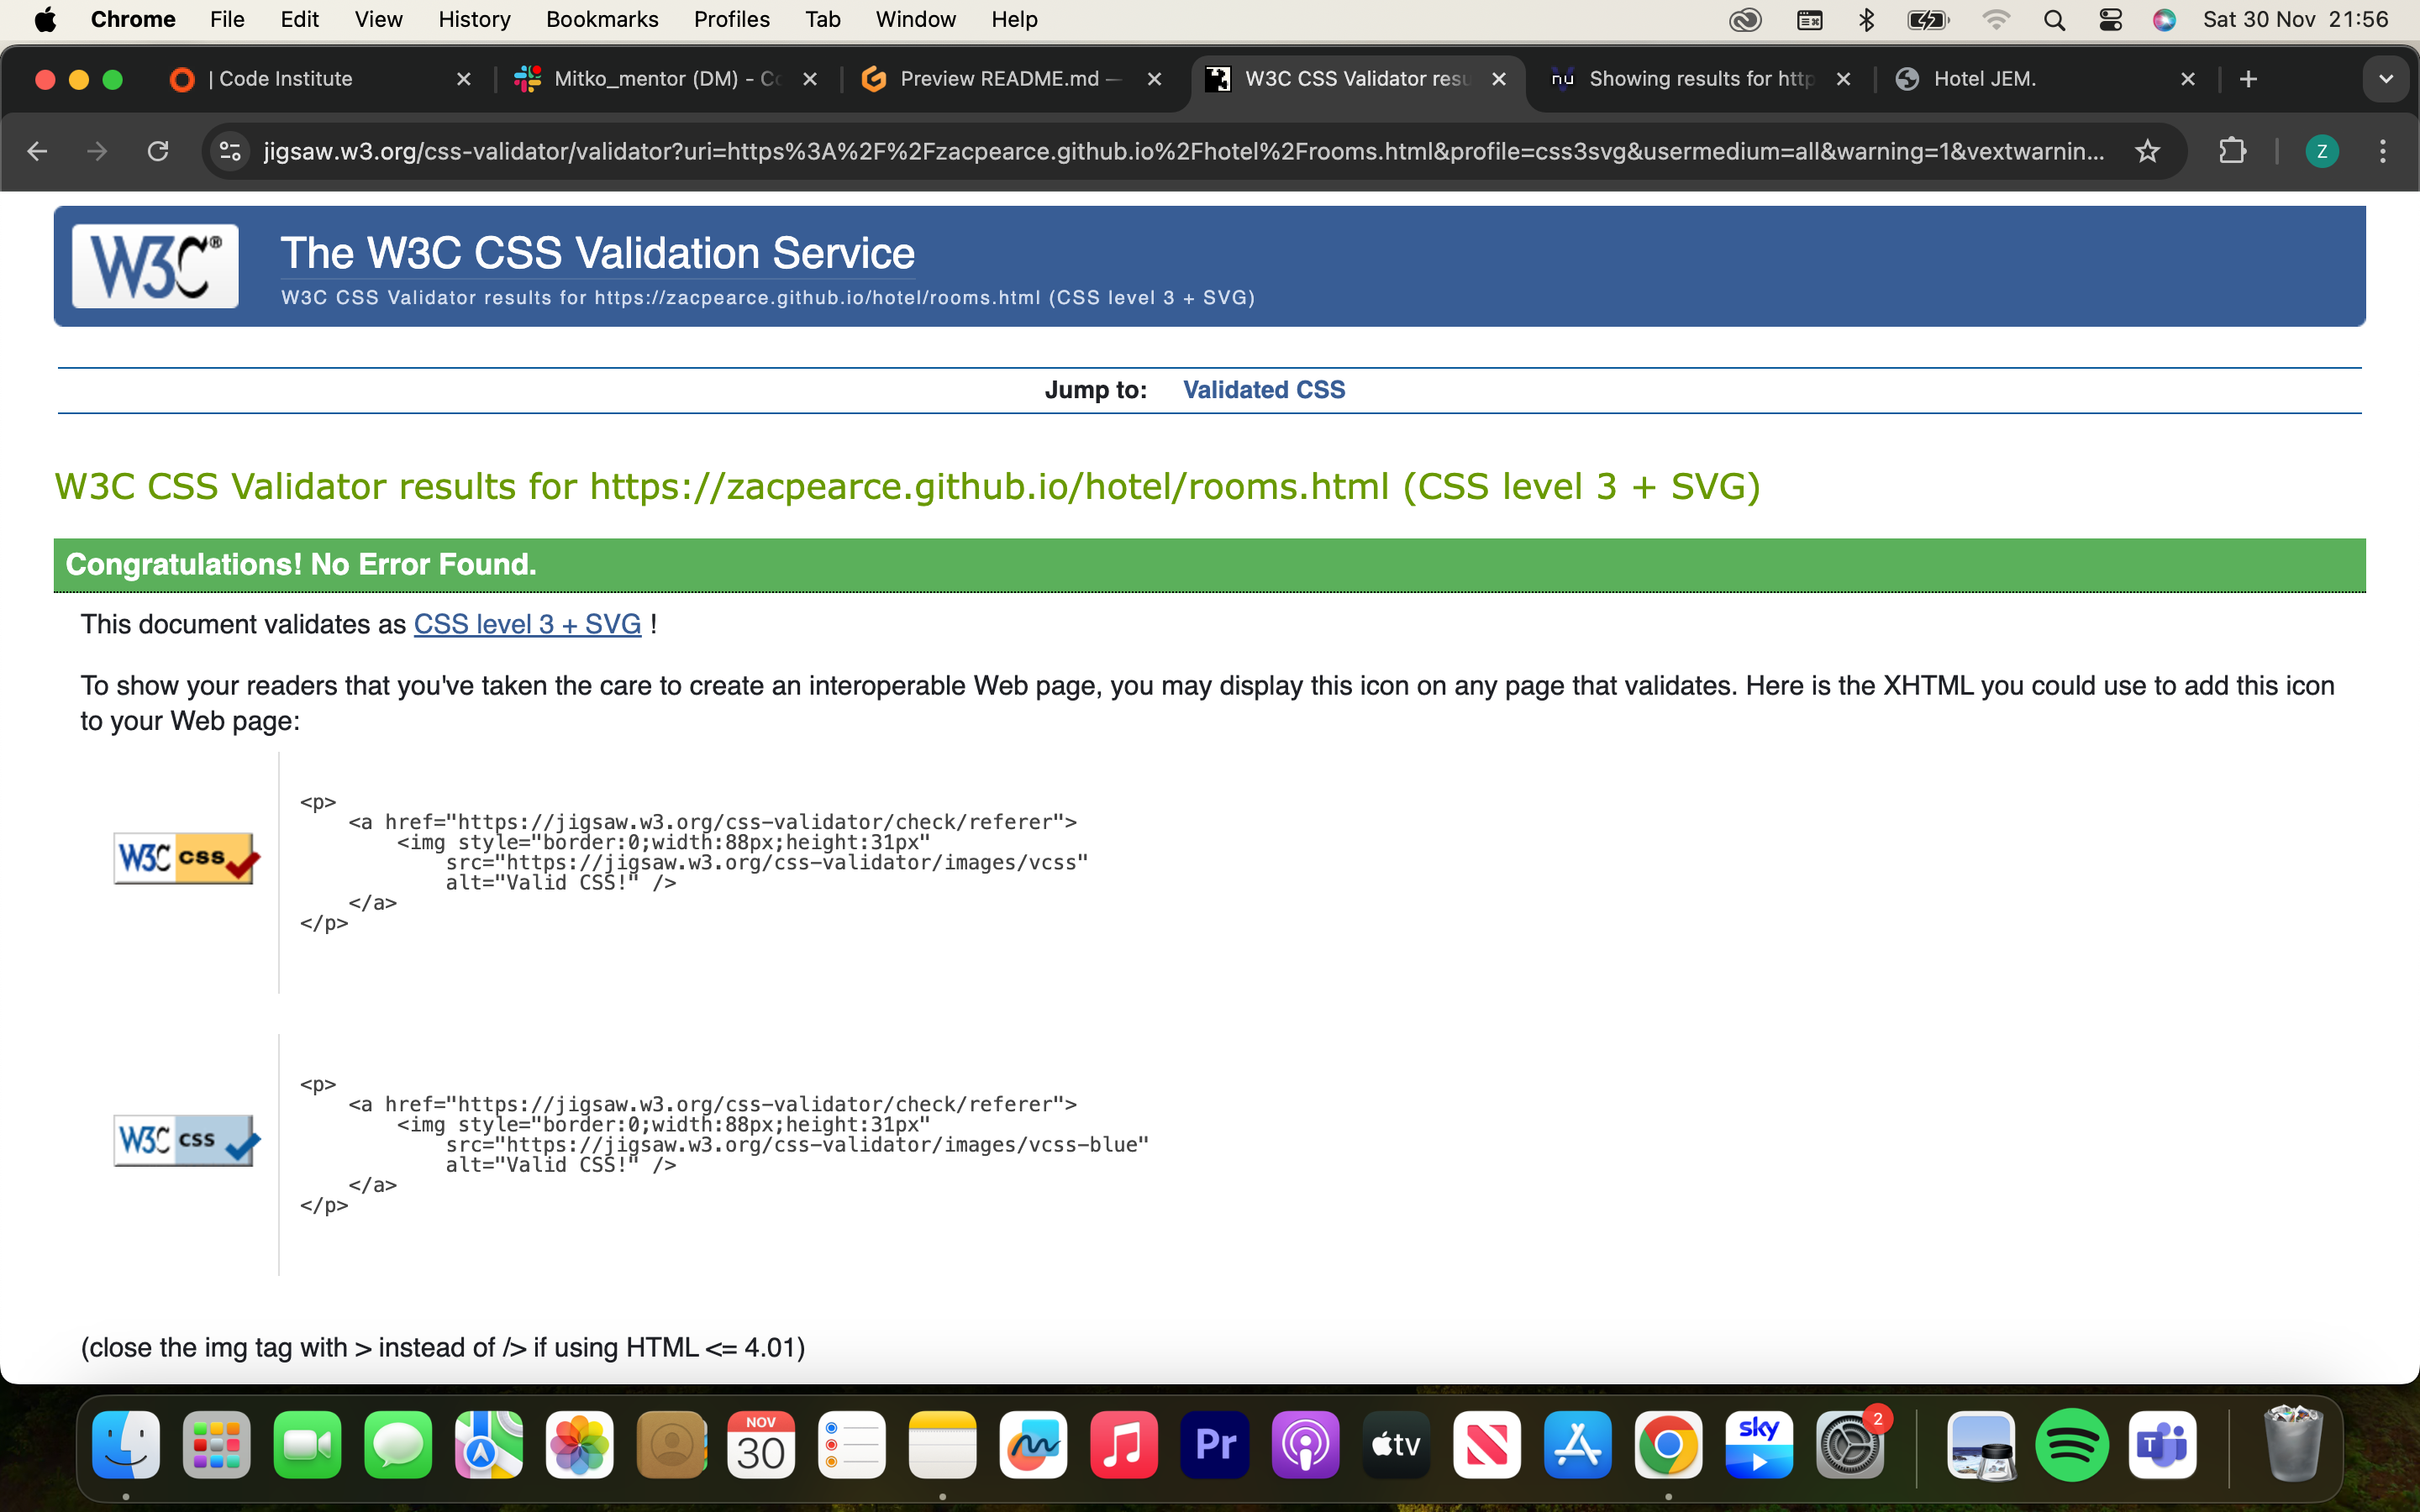 Chrome File Edit View History Bookmarks Profiles Tab Window Help Sat 30 Nov 21:56
| Code Institute Mitko_mentor (DM) - Co Preview README.md — W3C CSS Validator resu Showing results for http Hotel JEM.
jigsaw.w3.org/css-validator/validator?uri=https%3A%2F%2Fzacpearce.github.io%2Fhotel%2Frooms.html&profile=css3svg&usermedium=all&warning=1&vextwarnin... Z
W3C® The W3C CSS Validation Service
W3C CSS Validator results for https://zacpearce.github.io/hotel/rooms.html (CSS level 3 + SVG)
Jump to: Validated CSS
W3C CSS Validator results for https://zacpearce.github.io/hotel/rooms.html (CSS level 3 + SVG)
Congratulations! No Error Found.
This document validates as CSS level 3 + SVG !
To show your readers that you've taken the care to create an interoperable Web page, you may display this icon on any page that validates. Here is the XHTML you could use to add this icon
to your Web page:
<p>
<a href="https://jigsaw.w3.org/css-validator/check/referer">
<img style="border:0;width:88px;height:31px"
W3C css
src="https://jigsaw.w3.org/css-validator/images/vcss"
alt="Valid CSS!" />
</a>
</p>
<p>
<a href="https://jigsaw.w3.org/css-validator/check/referer">
<img style="border:0;width:88px;height:31px"
W3C css
src="https://jigsaw.w3.org/css-validator/images/vcss-blue"
alt="Valid CSS!" />
</a>
</p>
(close the img tag with > instead of /> if using HTML <= 4.01)
NOV
30
Pr
tv
sky
2
T